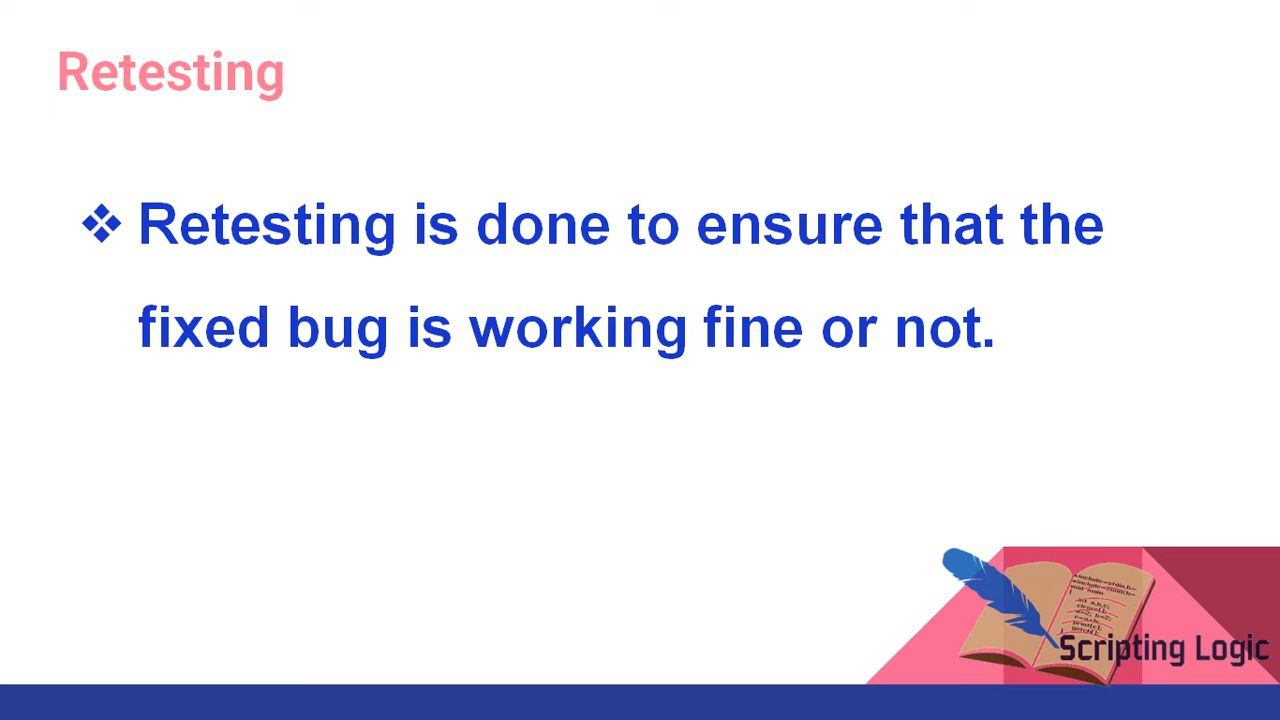 Retesting
❖ Retesting is done to ensure that the
fixed bug is working fine or not.
Scripting Logic